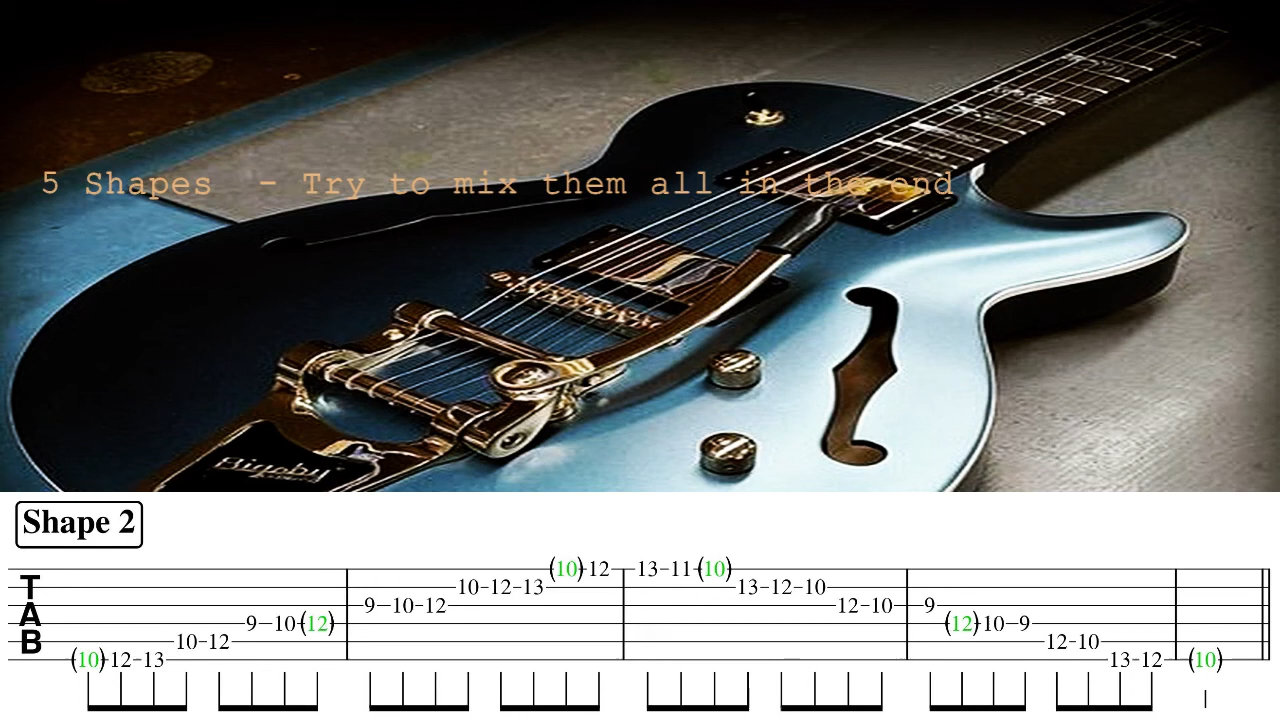 5 Shapes - Try to mix them all in the end
Bigsby
Shape 2
T
A
B
(10) 12 13 10 12 9 10 (12) 9 10 12 10 12 13 (10) 12 13 11 (10) 13 12 10 12 10 9 (12) 10 9 12 10 13 12 (10)